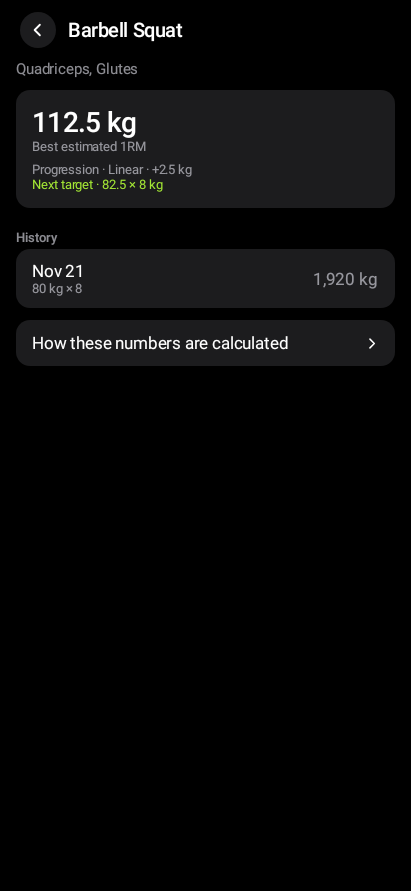 Barbell Squat
Quadriceps, Glutes
112.5 kg
Best estimated 1RM
Progression · Linear · +2.5 kg
Next target · 82.5 × 8 kg
History
Nov 21
80 kg × 8
1,920 kg
How these numbers are calculated